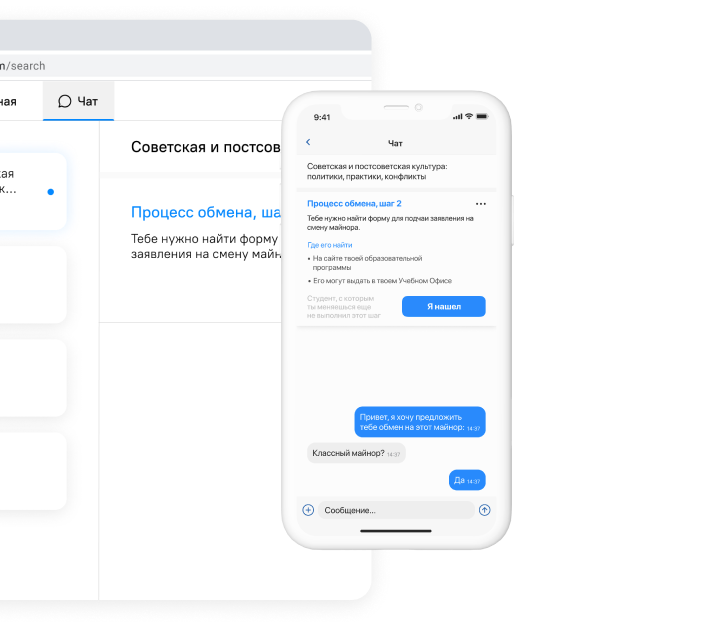 n/search
ная
Чат
кая
к...
Советская и постсов
Процесс обмена, ша
Тебе нужно найти форму
заявления на смену майн
9:41
Чат
Советская и постсоветская культура:
политики, практики, конфликты
Процесс обмена, шаг 2
Тебе нужно найти форму для подчаи заявления на
смену майнора.
Где его найти
• На сайте твоей образовательной
программы
• Его могут выдать в твоем Учебном Офисе
Студент, с которым
ты меняешься еще
не выполнил этот шаг
Я нашел
Привет, я хочу предложить
тебе обмен на этот майнор: 14:37
Классный майнор? 14:37
Да 14:37
Сообщение...